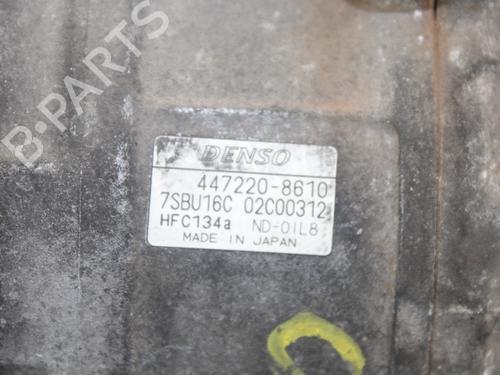 B-PARTS
DENSO
447220-8610
7SBU16C 02C00312
HFC134a ND-OIL8
MADE IN JAPAN